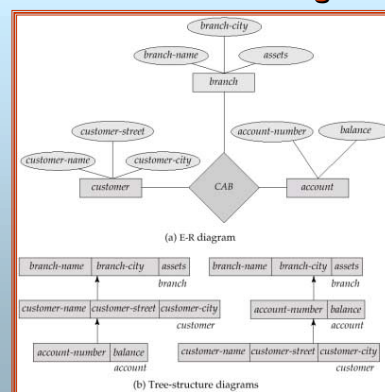 branch-city
branch-name
assets
branch
customer-street
account-number
balance
customer-name
customer-city
customer
CAB
account
(a) E-R diagram
branch-name branch-city assets
branch
branch-name branch-city assets
branch
customer-name customer-street customer-city
customer
account-number balance
account
account-number balance
account
customer-name customer-street customer-city
customer
(b) Tree-structure diagrams